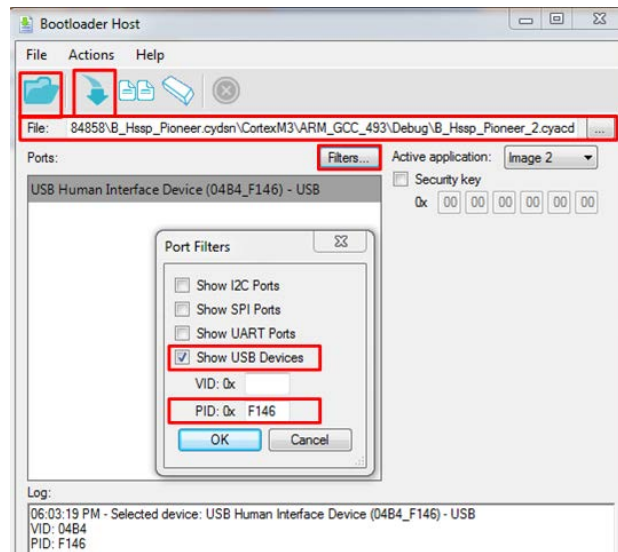 Bootloader Host
File Actions Help
File: 84858\B_Hssp_Pioneer.cydsn\CortexM3\ARM_GCC_493\Debug\B_Hssp_Pioneer_2.cyacd ...
Ports: Filters... Active application: Image 2
USB Human Interface Device (04B4_F146) - USB
Security key
0x 00 00 00 00 00 00
Port Filters
Show I2C Ports
Show SPI Ports
Show UART Ports
Show USB Devices
VID: 0x
PID: 0x F146
OK Cancel
Log:
06:03:19 PM - Selected device: USB Human Interface Device (04B4_F146) - USB
VID: 04B4
PID: F146